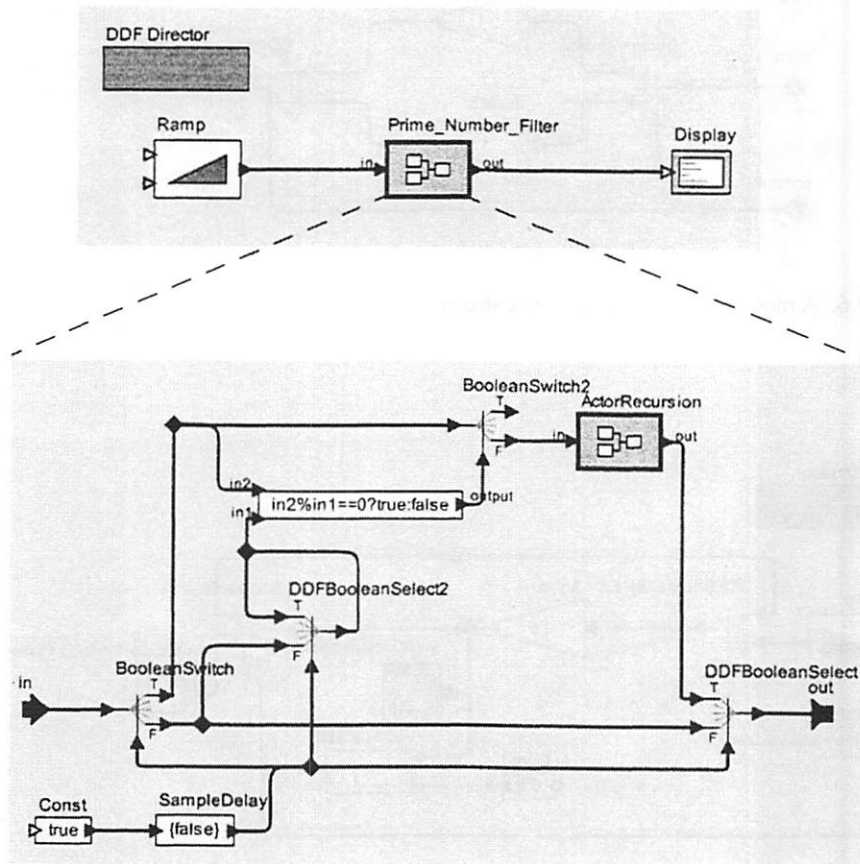 DDF Director
Ramp
Prime_Number_Filter
Display
in
out
BooleanSwitch2
T
F
ActorRecursion
in
out
in2
in1
in2%in1==0?true:false
output
DDFBooleanSelect2
T
F
in
BooleanSwitch
T
F
DDFBooleanSelect
out
T
F
Const
true
SampleDelay
{false}